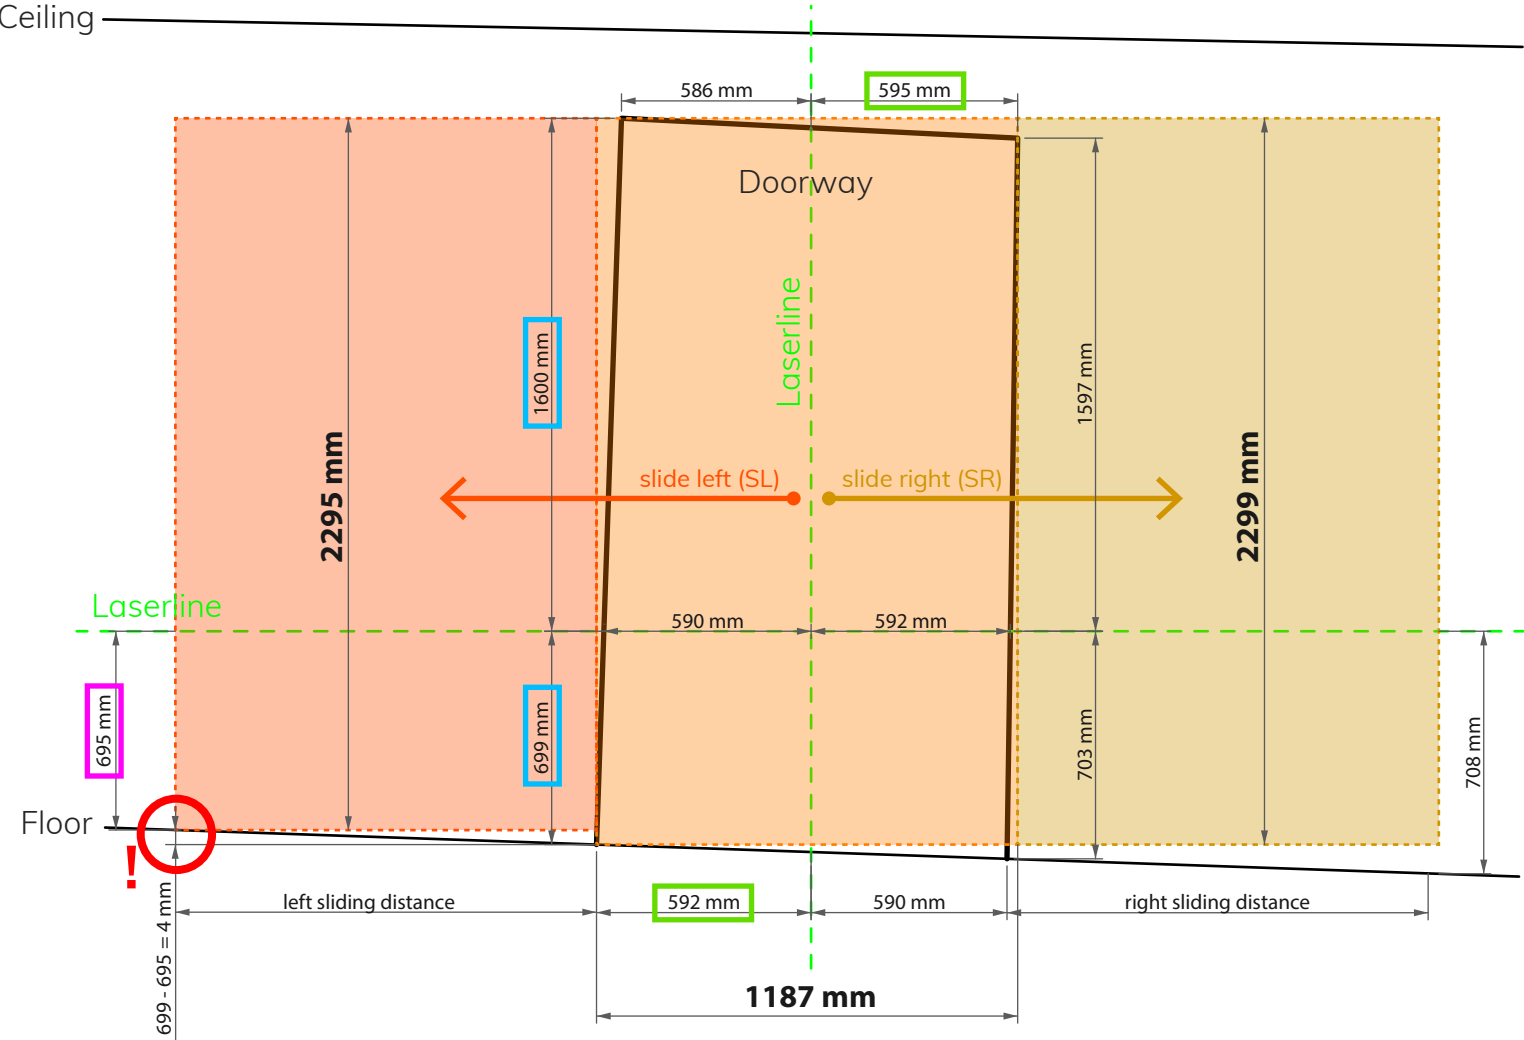 Ceiling
586 mm
595 mm
Doorway
Laserline
1600 mm
1597 mm
slide left (SL)
slide right (SR)
2295 mm
2299 mm
Laserline
590 mm
592 mm
695 mm
699 mm
703 mm
708 mm
Floor
!
699 - 695 = 4 mm
left sliding distance
592 mm
590 mm
right sliding distance
1187 mm